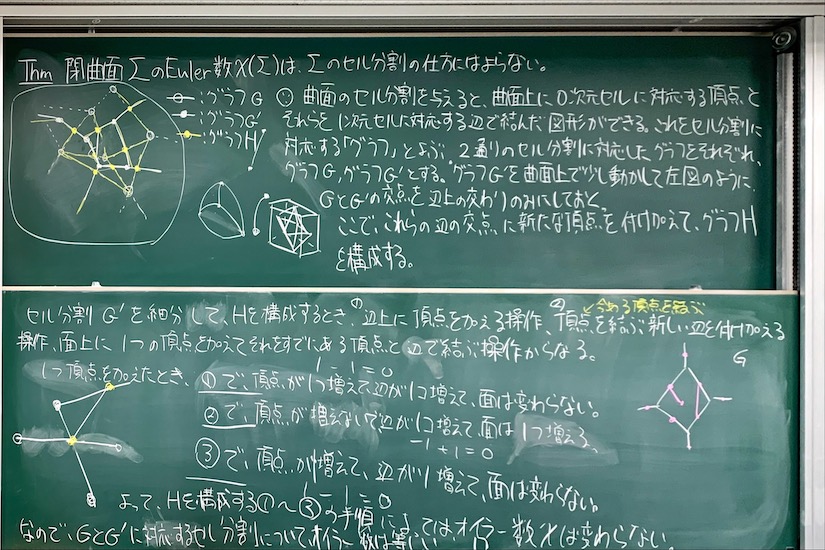 Thm 閉曲面ΣのEuler数χ(Σ)は、Σのセル分割の仕方にはよらない。
:グラフG
:グラフG'
:グラフH
∵ 曲面のセル分割を与えると、曲面上に0次元セルに対応する頂点、と
それらを1次元セルに対応する辺で結んだ図形ができる。これをセル分割に
対応する「グラフ」とよぶ。2通りのセル分割に対応したグラフをそれぞれ、
グラフG,グラフG'とする。グラフG'を曲面上で少し動かして左図のように、
GとG'の交点を辺上の交わりのみにしておく。
ここで、これらの辺の交点に新たな頂点を付け加えて、グラフH
を構成する。
セル分割G'を細分して、Hを構成するとき、① 辺上に頂点を加える操作、② 頂点を結ぶ新しい辺を付け加える
今ある頂点を結ぶ
操作、面上に1つの頂点を加えてそれをすでにある頂点と辺で結ぶ操作からなる。
G
1つ頂点を加えたとき、
1 - 1 = 0
①で、頂点が1つ増えて、辺が1つ増えて、面は変わらない。
②で、頂点が増えないで辺が1つ増えて、面は1つ増える。
-1 + 1 = 0
③で、頂点が増えて、辺が1増えて、面は変わらない。
1 - 1 = 0
よって、Hを構成する①〜③の手順によってはオイラー数χは変わらない。
なので、GとG'に対応するセル分割について、オイラー数は等しい